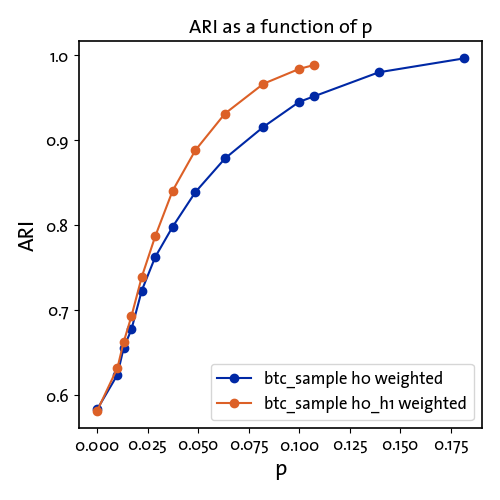 ARI as a function of p
1.0
0.9
0.8
0.7
0.6
ARI
btc_sample h0 weighted
btc_sample h0_h1 weighted
0.000 0.025 0.050 0.075 0.100 0.125 0.150 0.175
p